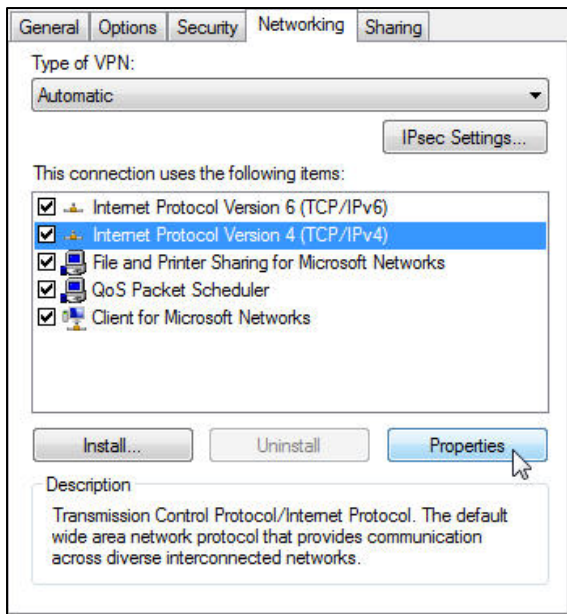 General Options Security Networking Sharing
Type of VPN:
Automatic
IPsec Settings...
This connection uses the following items:
Internet Protocol Version 6 (TCP/IPv6)
Internet Protocol Version 4 (TCP/IPv4)
File and Printer Sharing for Microsoft Networks
QoS Packet Scheduler
Client for Microsoft Networks
Install... Uninstall Properties
Description
Transmission Control Protocol/Internet Protocol. The default
wide area network protocol that provides communication
across diverse interconnected networks.